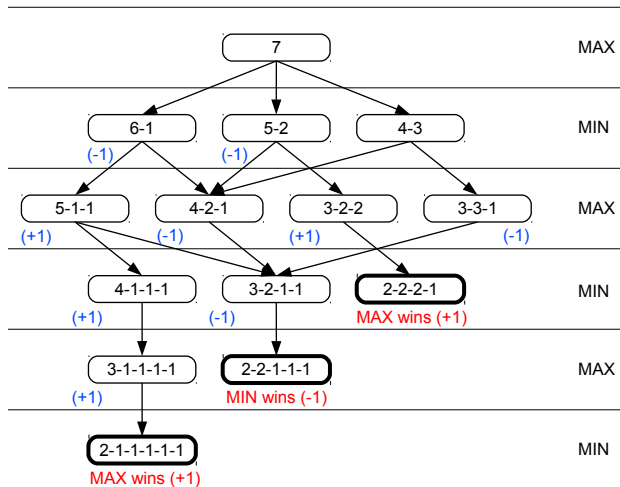 7 MAX
6-1 5-2 4-3 MIN
(-1) (-1)
5-1-1 4-2-1 3-2-2 3-3-1 MAX
(+1) (-1) (+1) (-1)
4-1-1-1 3-2-1-1 2-2-2-1 MIN
(+1) (-1) MAX wins (+1)
3-1-1-1-1 2-2-1-1-1 MAX
(+1) MIN wins (-1)
2-1-1-1-1-1 MIN
MAX wins (+1)